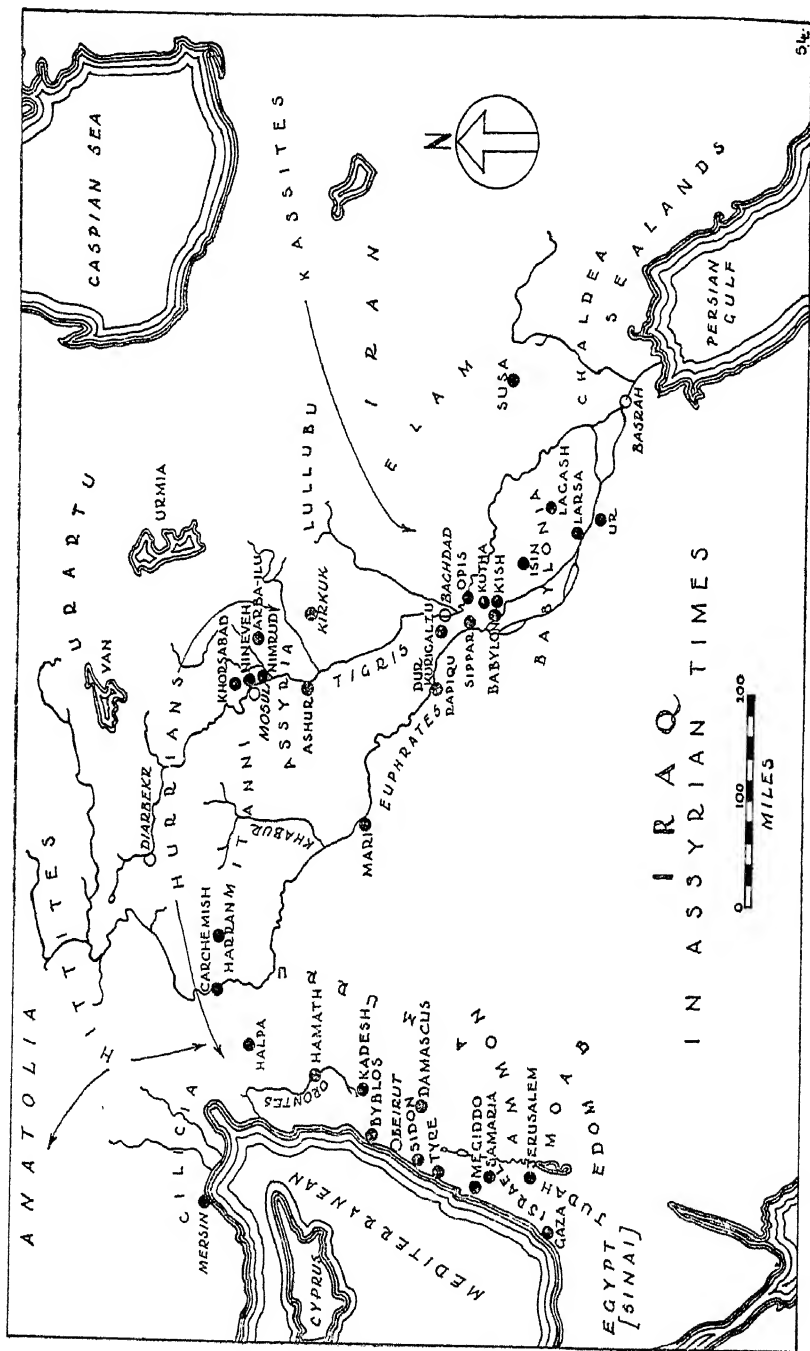 ANATOLIA
HITTITES
URARTU
CASPIAN SEA
VAN
URMIA
DIARBEKR
HURRIANS
CILICIA
MERSIN
CARCHEMISH
HARRAN
MITANNI
KHORSABAD
NINEVEH
MOSUL
NIMRUD
ARBA-ILU
ASSYRIA
ASHUR
KIRKUK
LULLUBU
KASSITES
IRAN
N
HALPA
HAMATH
ORONTES
KHABUR
CYPRUS
MEDITERRANEAN
KADESH
BYBLOS
BEIRUT
SIDON
DAMASCUS
TYRE
MARI
EUPHRATES
TIGRIS
DUR
KURIGALZU
RAPIQU
BAGHDAD
OPIS
SIPPAR
KUTHA
BABYLON
KISH
ELAM
SUSA
BABYLONIA
ISIN
LAGASH
LARSA
UR
CHALDEA
SEALANDS
BASRAH
PERSIAN
GULF
MEGIDDO
SAMARIA
ISRAEL
AMMON
JERUSALEM
MOAB
JUDAH
EDOM
GAZA
EGYPT
[SINAI]
IRAQ
IN ASSYRIAN TIMES
0 100 200
MILES